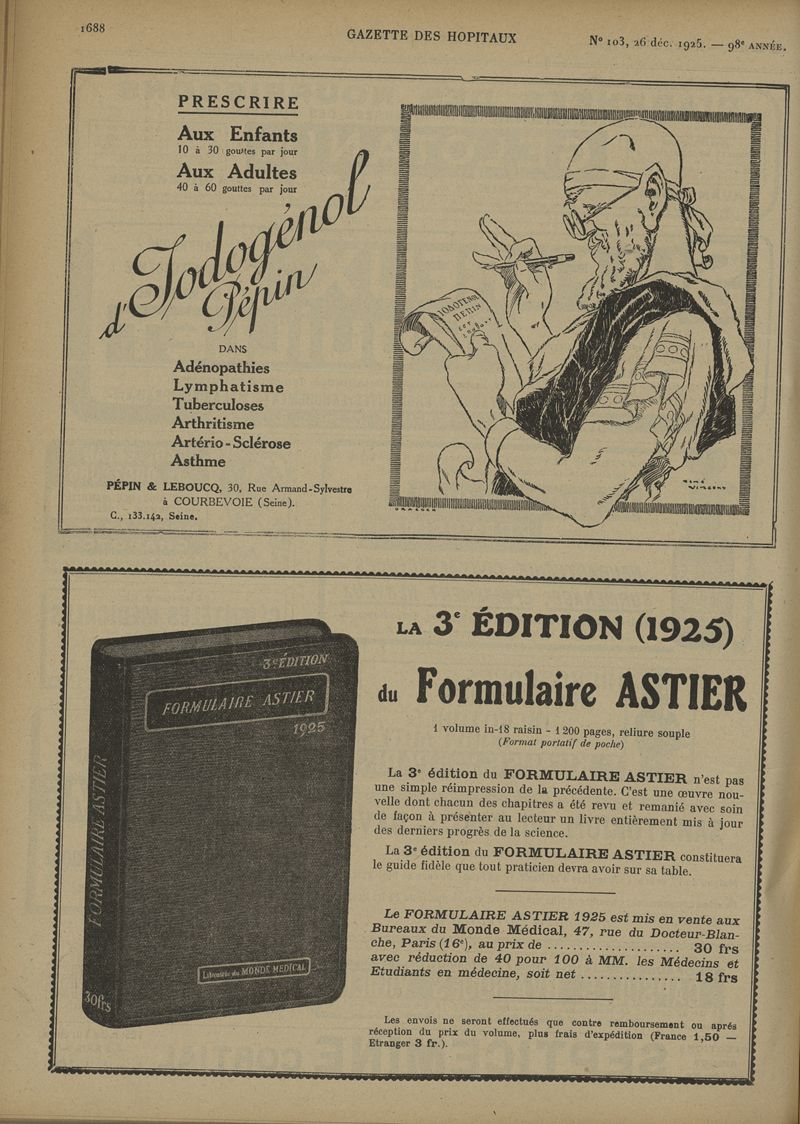 1688
GAZETTE DES HOPITAUX
N° 103, 26 déc. 1925. — 98e ANNÉE.
PRESCRIRE
Aux Enfants
10 à 30 gouttes par jour
Aux Adultes
40 à 60 gouttes par jour
d'Iodogénol
Pépin
DANS
Adénopathies
Lymphatisme
Tuberculoses
Arthritisme
Artério-Sclérose
Asthme
PÉPIN & LEBOUCQ, 30, Rue Armand-Sylvestre
à COURBEVOIE (Seine).
C., 133.142, Seine.
IODOGENOL
PEPIN
RENÉ
VINCENT
LA 3e ÉDITION (1925)
du Formulaire ASTIER
1 volume in-18 raisin - 1 200 pages, reliure souple
(Format portatif de poche)
La 3e édition du FORMULAIRE ASTIER n'est pas
une simple réimpression de la précédente. C'est une œuvre nou-
velle dont chacun des chapitres a été revu et remanié avec soin
de façon à présenter au lecteur un livre entièrement mis à jour
des derniers progrès de la science.
La 3e édition du FORMULAIRE ASTIER constituera
le guide fidèle que tout praticien devra avoir sur sa table.
Le FORMULAIRE ASTIER 1925 est mis en vente aux
Bureaux du Monde Médical, 47, rue du Docteur-Blan-
che, Paris (16e), au prix de .................... 30 frs
avec réduction de 40 pour 100 à MM. les Médecins et
Etudiants en médecine, soit net ................ 18 frs
Les envois ne seront effectués que contre remboursement ou après
réception du prix du volume, plus frais d'expédition (France 1,50 —
Etranger 3 fr.).
3e ÉDITION
FORMULAIRE ASTIER
1925
FORMULAIRE ASTIER
Librairie du MONDE MEDICAL
30frs